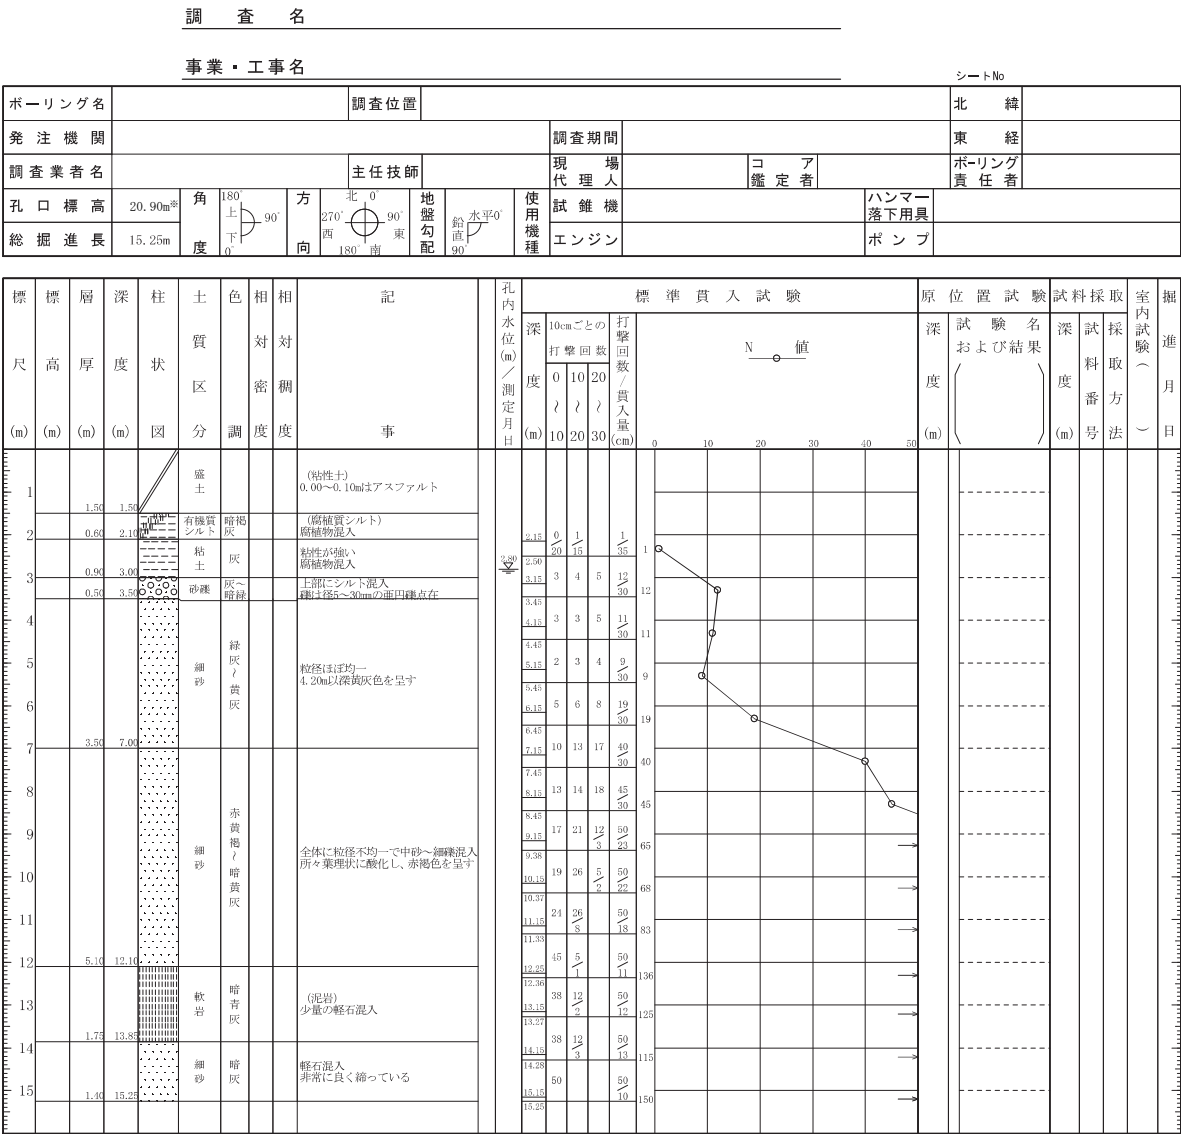 調査名
事業・工事名
シートNo
ボーリング名 調査位置 北緯
発注機関 調査期間 東経
調査業者名 主任技師 現場代理人 コア鑑定者 ボーリング責任者
孔口標高 20.90m※ 角度 180° 上 90° 下 0° 方向 北 0° 270° 90° 西 東 180° 南 地盤勾配 鉛直 90° 水平0° 使用機種 試錐機 ハンマー落下用具
総掘進長 15.25m エンジン ポンプ
標尺(m) 標高(m) 層厚(m) 深度(m) 柱状図 土質区分 色調 相対密度 相対稠度 記事 孔内水位(m)/測定月日 標準貫入試験 原位置試験 試料採取 室内試験( ) 掘進月日
深度(m) 10cmごとの打撃回数 打撃回数/貫入量(cm) N 値 深度(m) 試験名および結果 深度(m) 試料番号 採取方法
0〜10 10〜20 20〜30
0 10 20 30 40 50
1 1.50 1.50 盛土 (粘性土)
0.00〜0.10mはアスファルト
2 0.60 2.10 有機質シルト 暗褐灰 (腐植質シルト)
腐植物混入
2.15 0/20 1/15 1/35 1
2.50
3 0.90 3.00 粘土 灰 粘性が強い
腐植物混入
2.80
0.50 3.50 砂礫 灰〜暗緑 上部にシルト混入
礫は径5〜30mmの亜円礫点在
3.15 3 4 5 12/30 12
3.45
4
4.15 3 3 5 11/30 11
4.45
5 細砂 緑灰〜黄灰 粒径ほぼ均一
4.20m以深黄灰色を呈す
5.15 2 3 4 9/30 9
5.45
6
6.15 5 6 8 19/30 19
6.45
7 3.50 7.00
7.15 10 13 17 40/30 40
7.45
8
8.15 13 14 18 45/30 45
8.45
9
9.15 17 21 12/3 50/23 65
9.38
細砂 赤黄褐〜暗黄灰 全体に粒径不均一で中砂〜細礫混入
所々葉理状に酸化し、赤褐色を呈す
10
10.15 19 26 5/2 50/22 68
10.37
11
11.15 24 26/8 50/18 83
11.33
12 5.10 12.10
12.25 45 5/1 50/11 136
12.36
13 軟岩 暗青灰 (泥岩)
少量の軽石混入
13.15 38 12/2 50/12 125
13.27
1.75 13.85
14
14.15 38 12/3 50/13 115
14.28
細砂 暗灰 軽石混入
非常に良く締っている
15 1.40 15.25
15.15 50 50/10 150
15.25